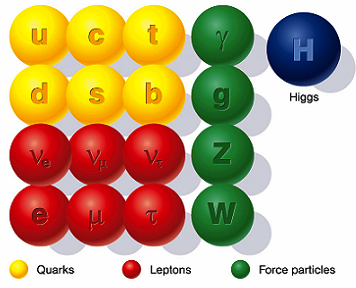 u c t γ H
Higgs
d s b g
νe νμ ντ Z
e μ τ W
Quarks Leptons Force particles